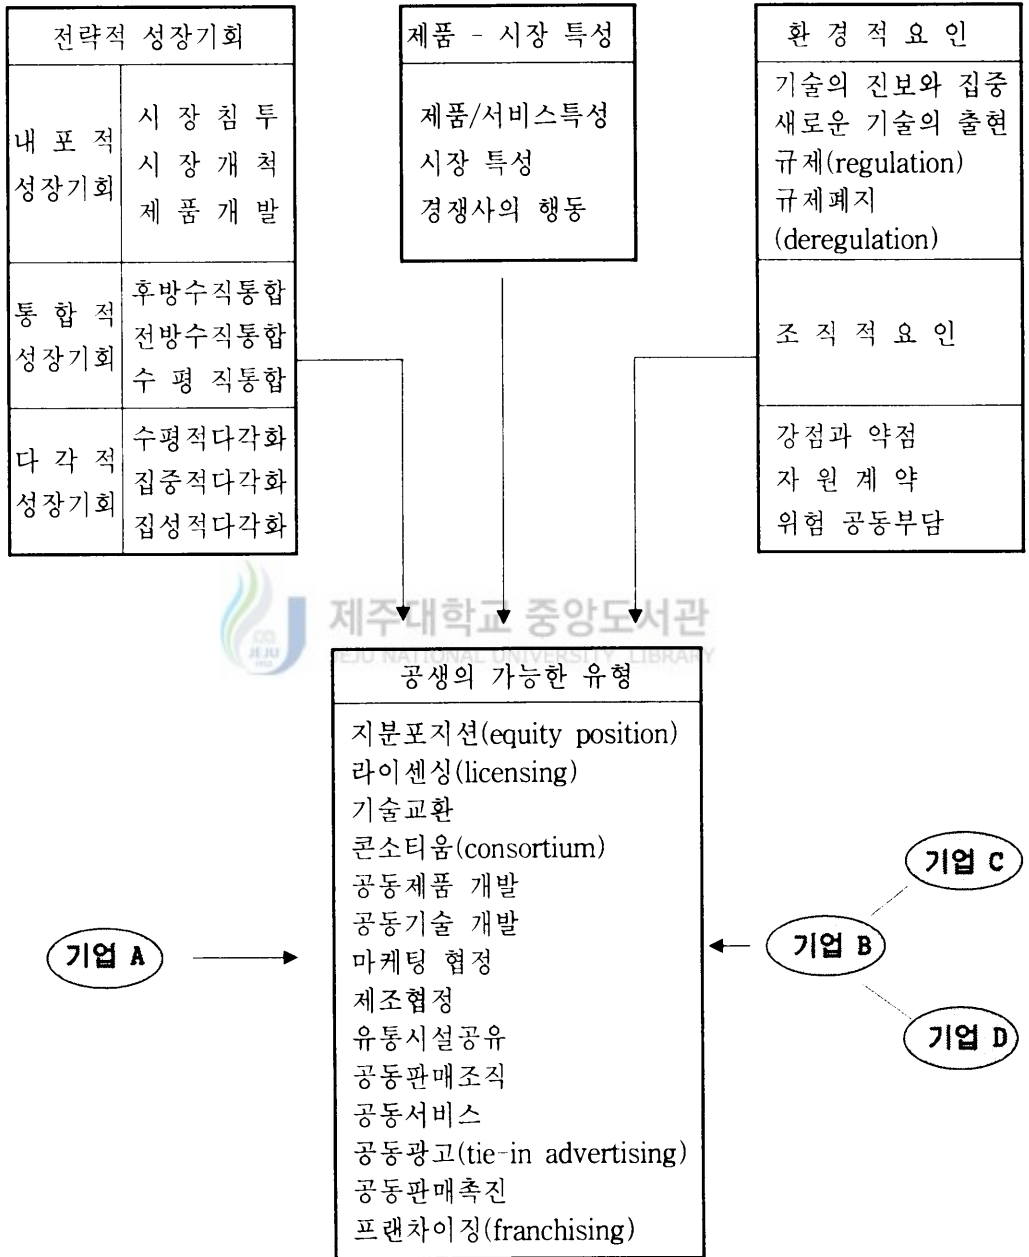 전략적 성장기회
내 포 적
성장기회
시 장 침 투
시 장 개 척
제 품 개 발
통 합 적
성장기회
후방수직통합
전방수직통합
수 평 직통합
다 각 적
성장기회
수평적다각화
집중적다각화
집성적다각화
제품 - 시장 특성
제품/서비스특성
시장 특성
경쟁사의 행동
환 경 적 요 인
기술의 진보와 집중
새로운 기술의 출현
규제(regulation)
규제폐지
(deregulation)
조 직 적 요 인
강점과 약점
자 원 계 약
위험 공동부담
제주대학교 중앙도서관
JEJU NATIONAL UNIVERSITY LIBRARY
JEJU
1952
공생의 가능한 유형
지분포지션(equity position)
라이센싱(licensing)
기술교환
콘소티움(consortium)
공동제품 개발
공동기술 개발
마케팅 협정
제조협정
유통시설공유
공동판매조직
공동서비스
공동광고(tie-in advertising)
공동판매촉진
프랜차이징(franchising)
기업 A
기업 B
기업 C
기업 D